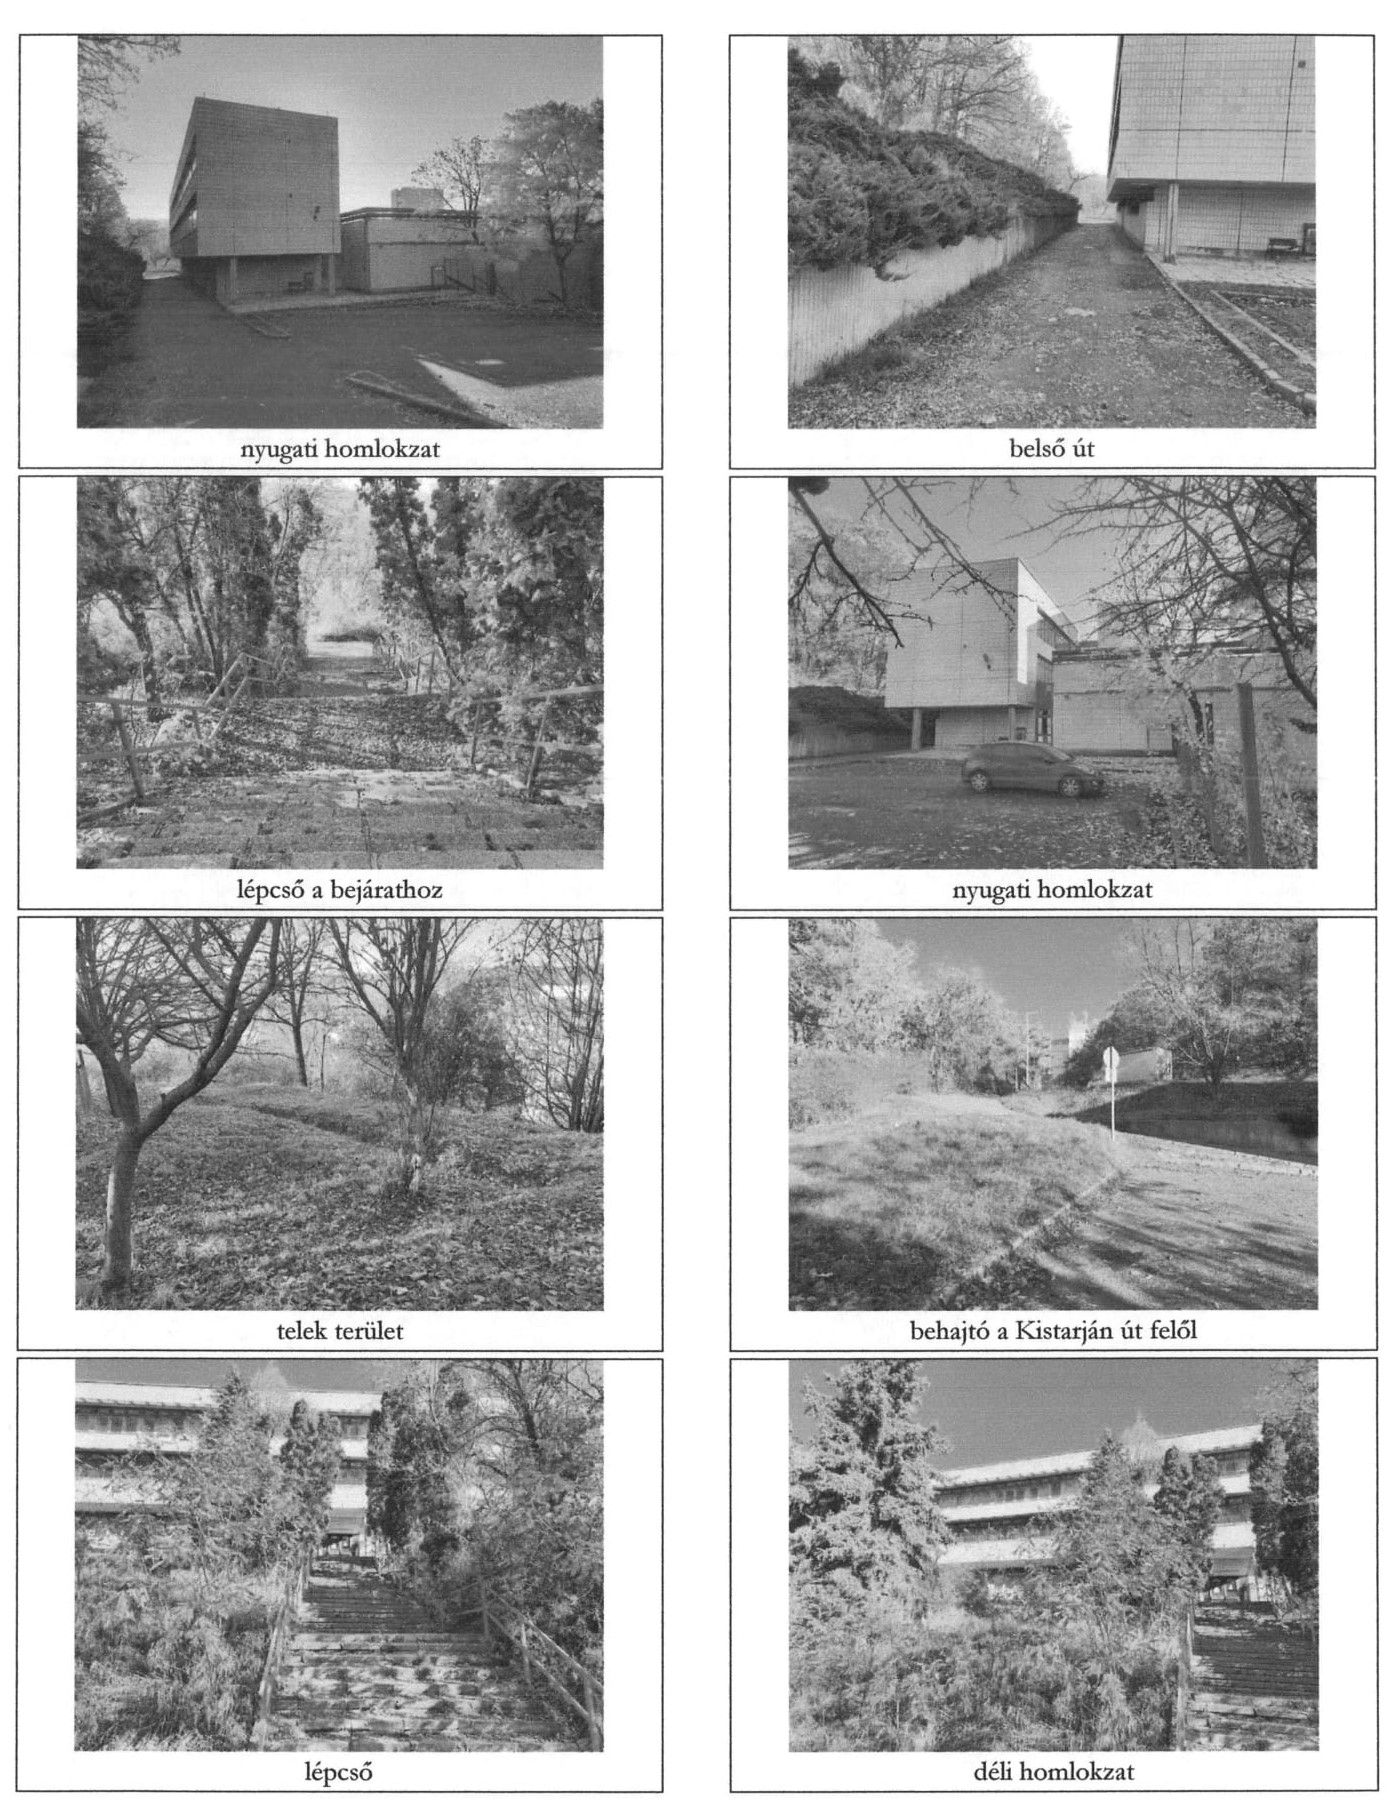 nyugati homlokzat
belső út
lépcső a bejárathoz
nyugati homlokzat
telek terület
behajtó a Kistarján út felől
lépcső
déli homlokzat